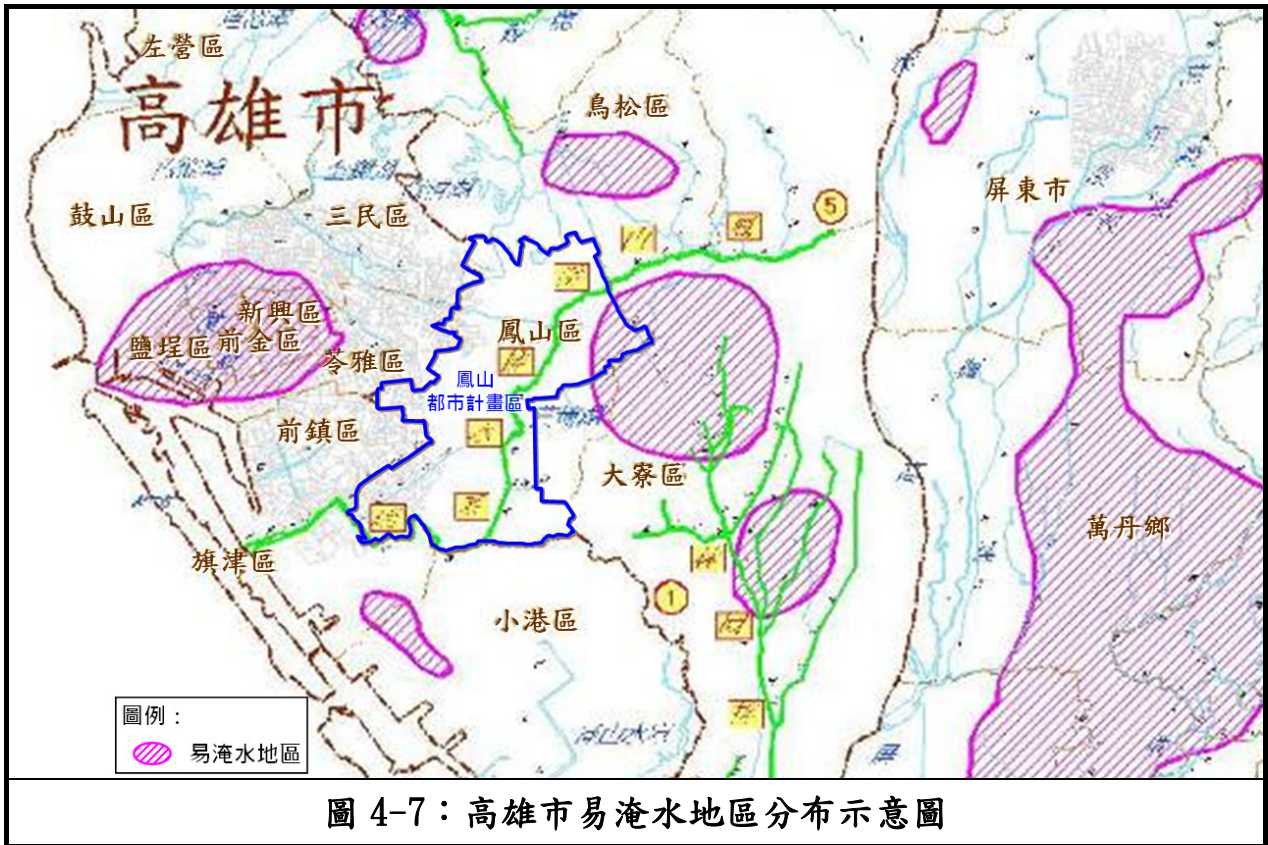 左營區
高雄市
鳥松區
屏東市
鼓山區
三民區
5
新興區
鹽埕區
前金區
苓雅區
鳳山區
鳳山
都市計畫區
前鎮區
大寮區
萬丹鄉
旗津區
1
小港區
圖例：
易淹水地區
圖 4-7：高雄市易淹水地區分布示意圖